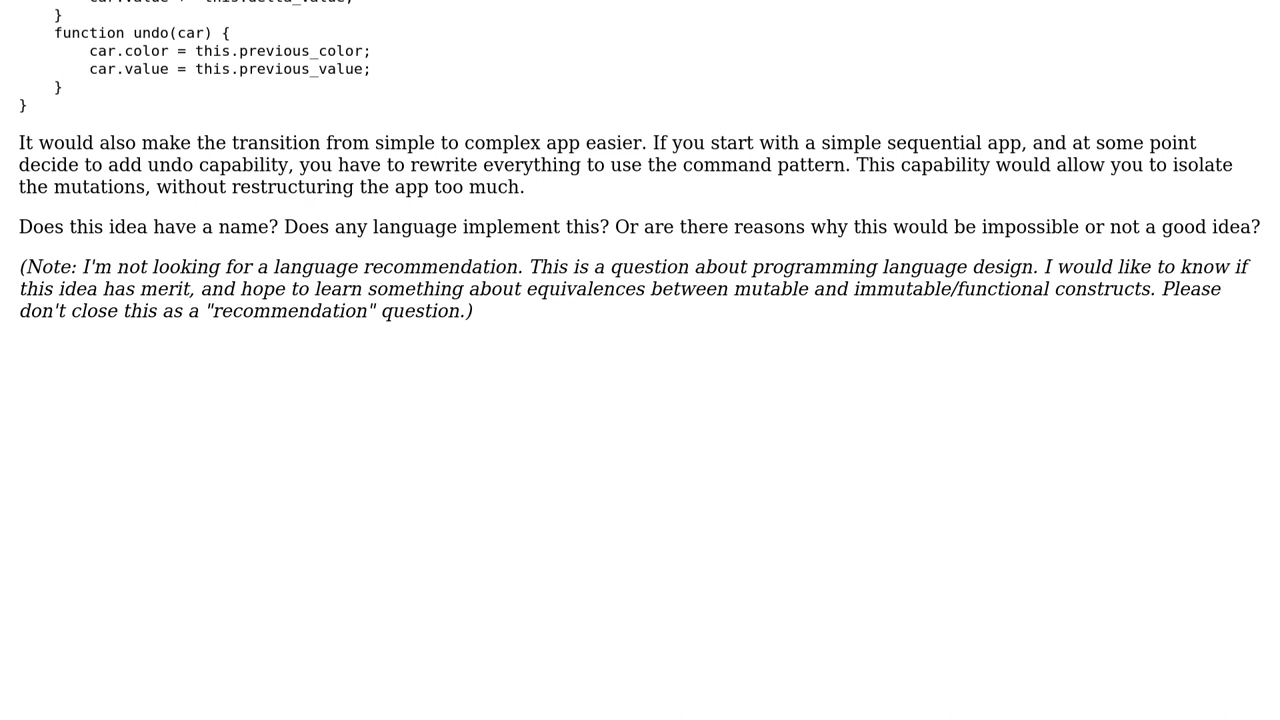 }
function undo(car) {
car.color = this.previous_color;
car.value = this.previous_value;
}
}
It would also make the transition from simple to complex app easier. If you start with a simple sequential app, and at some point
decide to add undo capability, you have to rewrite everything to use the command pattern. This capability would allow you to isolate
the mutations, without restructuring the app too much.
Does this idea have a name? Does any language implement this? Or are there reasons why this would be impossible or not a good idea?
(Note: I'm not looking for a language recommendation. This is a question about programming language design. I would like to know if
this idea has merit, and hope to learn something about equivalences between mutable and immutable/functional constructs. Please
don't close this as a "recommendation" question.)